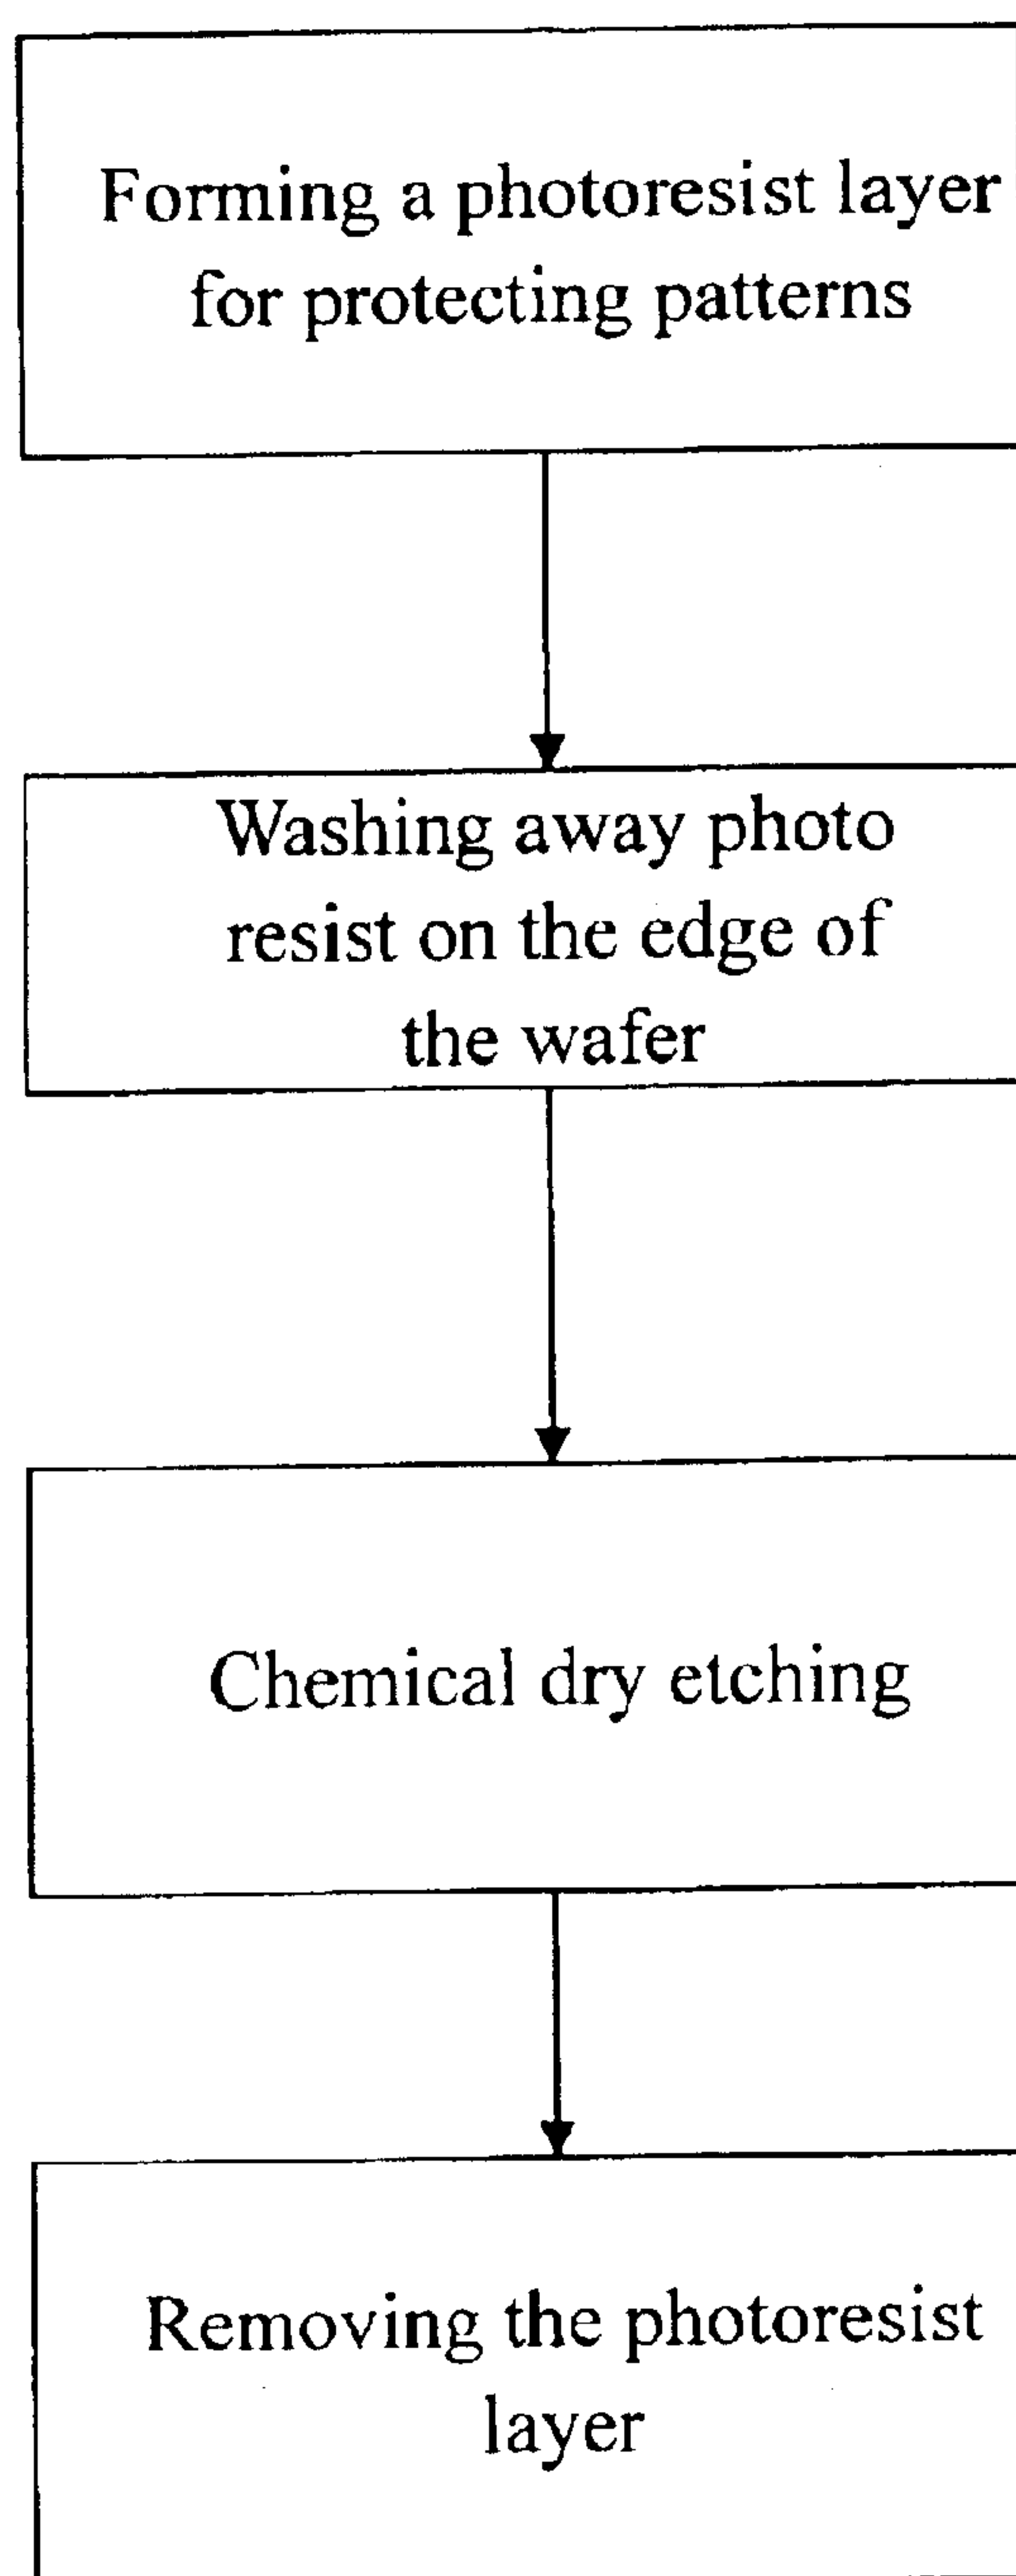 Forming a photoresist layer
for protecting patterns
Washing away photo
resist on the edge of
the wafer
Chemical dry etching
Removing the photoresist
layer